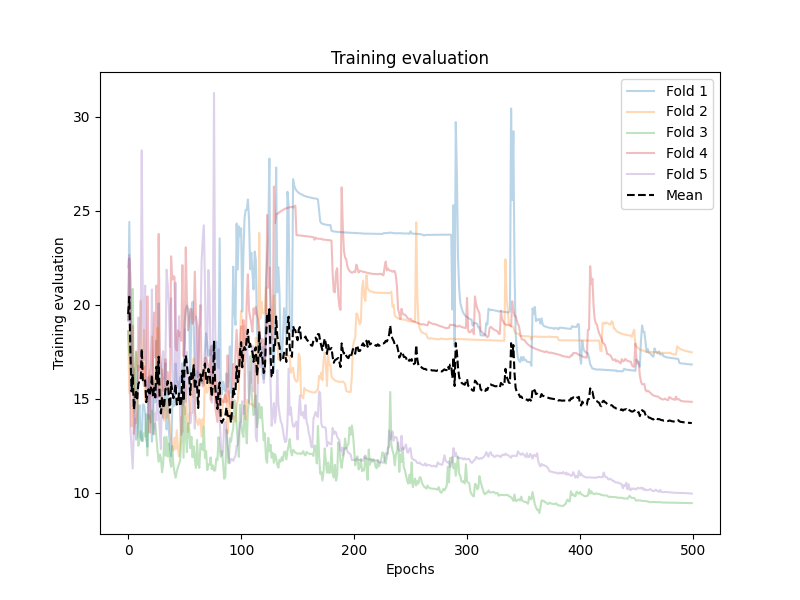 Training evaluation
Training evaluation
30
25
20
15
10
0
100
200
300
400
500
Epochs
Fold 1
Fold 2
Fold 3
Fold 4
Fold 5
Mean